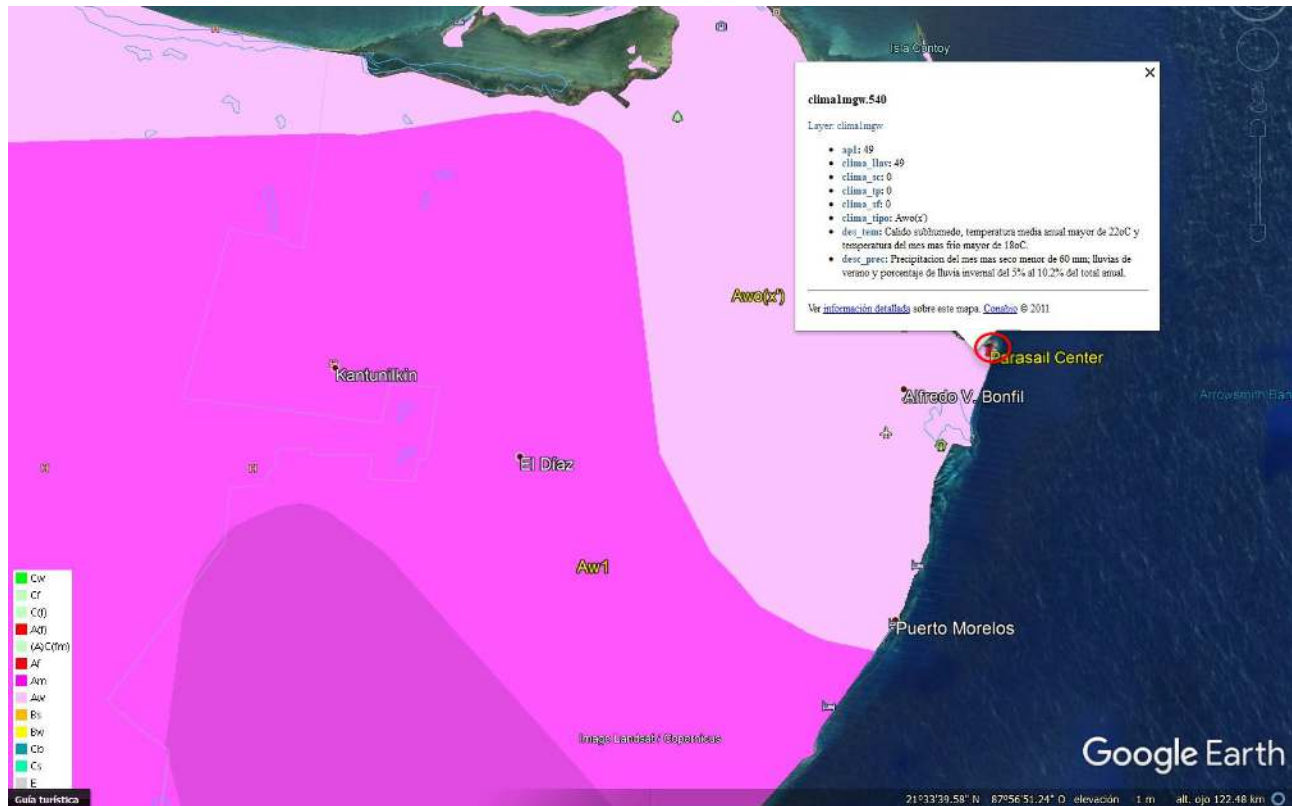 Isla Contoy
clima1mgw.540
Layer: clima1mgw
ap1: 49
clima_llav: 49
clima_sc: 0
clima_tp: 0
clima_sf: 0
clima_tipo: Awo(x')
des_tem: Calido subhumedo, temperatura media anual mayor de 22oC y
temperatura del mes mas frio mayor de 18oC.
desc_prec: Precipitacion del mes mas seco menor de 60 mm; lluvias de
verano y porcentaje de lluvia invernal del 5% al 10.2% del total anual.
Ver información detallada sobre este mapa. Conabio © 2011
Awo(x')
Parasail Center
Kantunilkin
Alfredo V. Bonfil
Arrowsmith Ban
El Díaz
Aw1
Puerto Morelos
Cw
Cf
C(f)
A(f)
(A)C(fm)
Af
Am
Aw
Bs
Bw
Cb
Cs
E
Image Landsat / Copernicus
Google Earth
Guía turística
21°33'39.58" N 87°56'51.24" O elevación 1 m alt. ojo 122.48 km